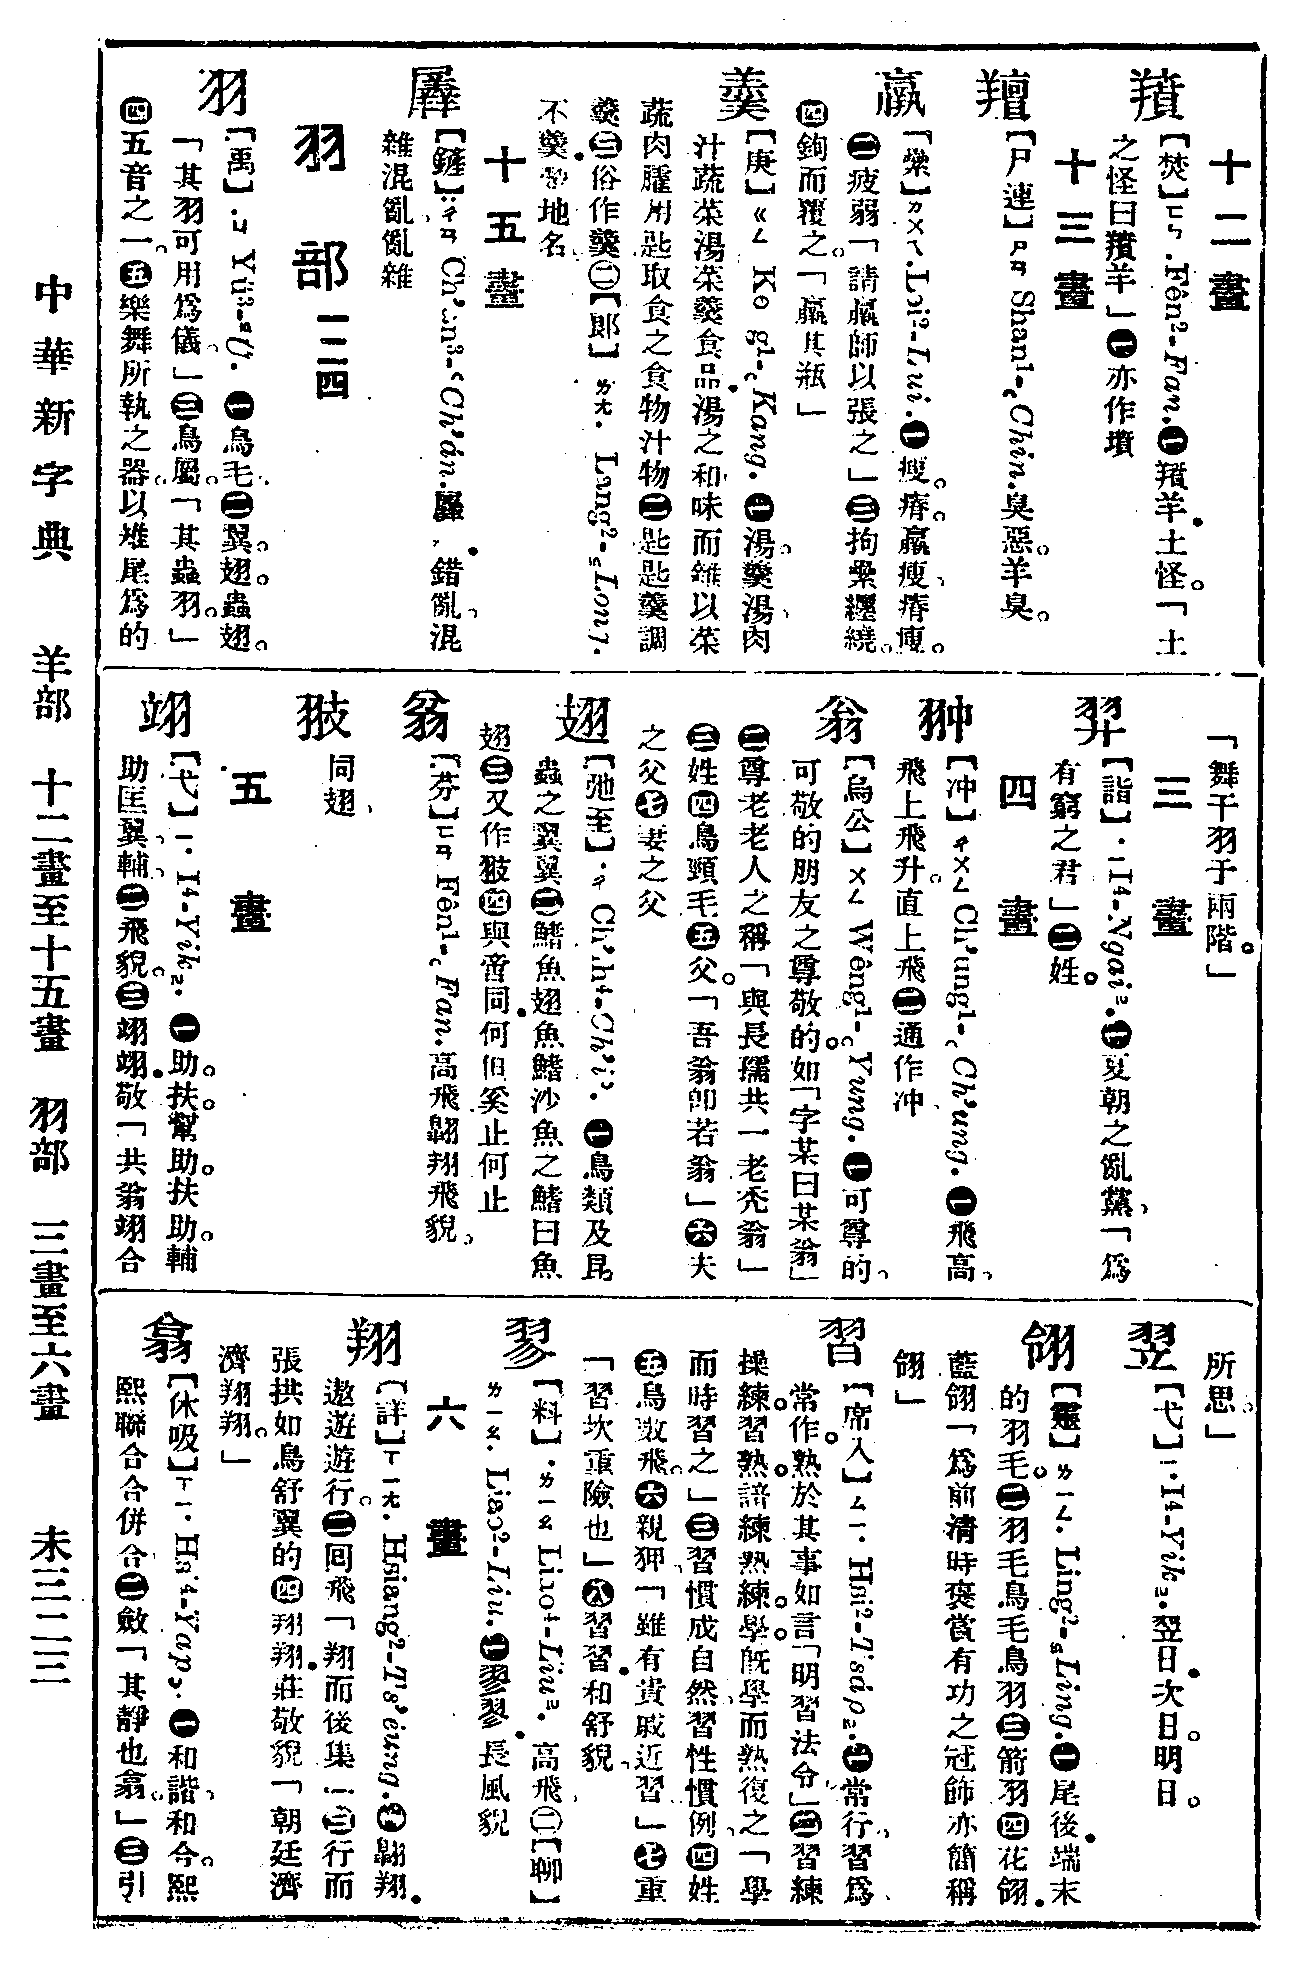 十二畫
羵
【焚】ㄈㄣ. Fên²-Fan. ㊀羵羊土怪。「土
之怪曰羵羊」㊀亦作墳
十三畫
羶
【尸連】ㄕㄢ Shan¹-Chin. 臭惡。羊臭。
羸
【纍】ㄌㄨㄟ. Lei²-Lui. ㊀瘦。瘠。羸瘦瘠瘦。
㊁疲弱「請羸師以張之」㊂拘纍纏繞。
㊃鉤而覆之。「羸其瓶」
羹
【庚】ㄍㄥ Keng¹-Kang. ㊀湯羹湯肉
汁蔬菜湯菜羹食品湯之和味而雜以菜
蔬肉臛用匙取食之食物汁物㊁匙匙羹調
羹㊂俗作羹㈡【郎】ㄌㄤ. Lang²-Long.
不羹地名
十五畫
羼
【鏟】ㄔㄢ Ch'an³-Ch'án. 羼錯亂混
雜混亂亂雜
羽部 一二四
羽
【禹】ㄩ Yü³-U. ㊀鳥毛㊁翼。翅。蟲翅。
「其羽可用爲儀」㊂鳥屬。「其蟲羽。」
㊃五音之一。㊄樂舞所執之器。以雉尾爲的
「舞干羽于兩階。」
三畫
羿
【詣】ㄧ I⁴-Ngai². ㊀夏朝之亂黨「爲
有窮之君」㊁姓。
四畫
翀
【冲】ㄔㄨㄥ Ch'ung¹-Ch'ung. ㊀飛高
飛上飛升。直上飛㊁通作冲
翁
【烏公】ㄨㄥ Wêng¹-Yung. ㊀可尊的
可敬的朋友之尊敬的。如「字某曰某翁」
㊁尊老老人之稱「與長孺共一老禿翁」
㊂姓㊃鳥頸毛㊄父。「吾翁卽若翁」㊅夫
之父㊆妻之父
翅
【弛至】ㄔ Ch'ih⁴-Ch'i³. ㊀鳥類及昆
蟲之翼翼㊁鰭魚翅魚鰭沙魚之鰭曰魚
翅㊂又作翄㊃與啻同何但奚止何止
翂
【芬】ㄈㄣ Fên¹-Fan. 高飛翱翔飛貌
翄
同翅
五畫
翊
【弋】ㄧ. I⁴-Yik₂. ㊀助。扶。幫助。扶助。輔
助匡翼輔㊁飛貌㊂翊翊敬「共翁翊合
所思」
翌
【弋】ㄧ. I⁴-Yik₂. 翌日次日。明日。
翎
【靈】ㄌㄧㄥ. Ling²-Ling. ㊀尾後端末
的羽毛。㊁羽毛鳥毛鳥羽㊂箭羽㊃花翎
藍翎「爲前清時褒賞有功之冠飾亦簡稱
翎」
習
【席入】ㄙㄧ. Hsi²-Tsáp₂. ㊀常行習爲
常作。熟於其事如言「明習法令」㊁習練
操練。習熟。諳練熟練。學。旣學而熟復之「學
而時習之」㊂習慣成自然習性慣例㊃姓
㊄鳥數飛㊅親狎「雖有貴戚近習」㊆重
「習坎重險也」㊇習習和舒貌
翏
【料】ㄌㄧㄠ Liao⁴-Liu². 高飛㈡【聊】
ㄌㄧㄠ. Liao²-Liu. ㊀翏翏長風貌
六畫
翔
【詳】ㄒㄧㄤ. Hsiang²-Ts'éung. ㊀翱翔
遨遊遊行㊁回飛「翔而後集」㊂行而
張拱如鳥舒翼的㊃翔翔莊敬貌「朝廷濟
濟翔翔。」
翕
【休吸】ㄒㄧ. Hsi⁴-Yap₂. ㊀和諧和合。熙
熙聯合合併合㊁斂「其靜也翕」㊂引
中華新字典 羊部 十二畫至十五畫 羽部 三畫至六畫 未三二三